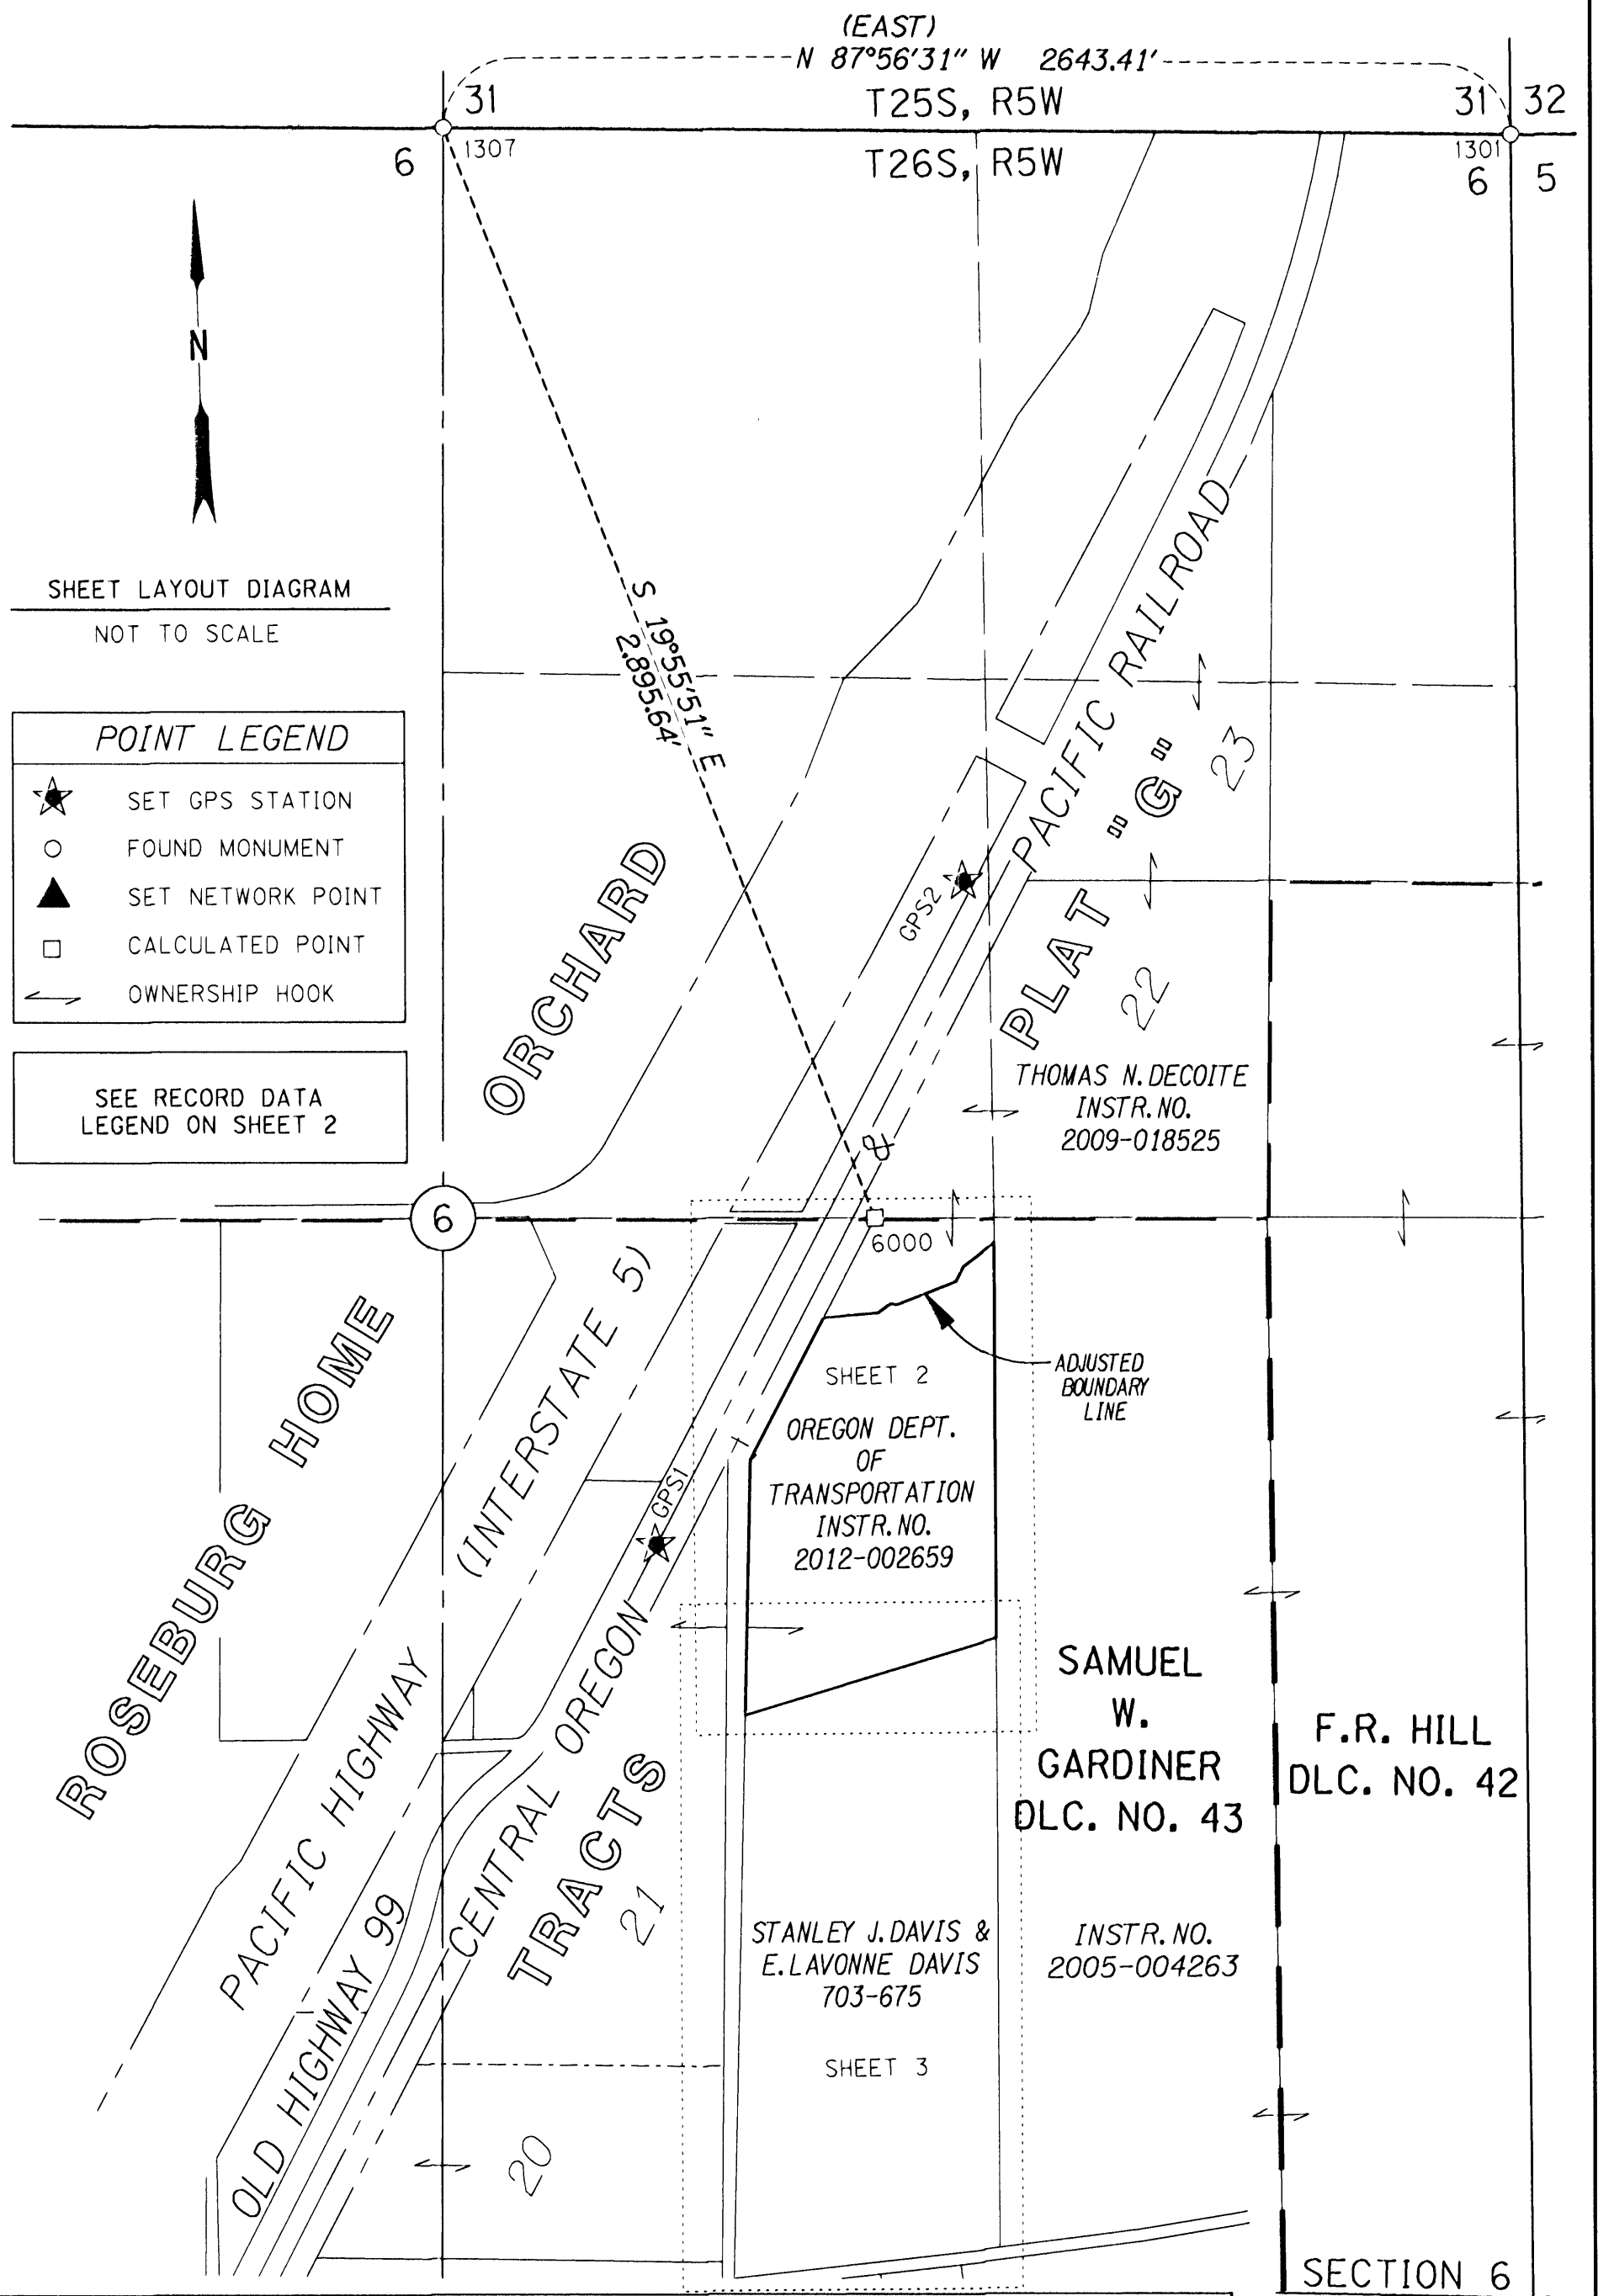 (EAST)
N 87°56'31" W 2643.41'
31
T25S, R5W
31 32
1307
1301
6
T26S, R5W
6 5
N
SHEET LAYOUT DIAGRAM
NOT TO SCALE
S 19°55'51" E
2,895.64'
POINT LEGEND
SET GPS STATION
FOUND MONUMENT
SET NETWORK POINT
CALCULATED POINT
OWNERSHIP HOOK
SEE RECORD DATA
LEGEND ON SHEET 2
ORCHARD
GPS2
& PACIFIC RAILROAD
PLAT "G"
23
22
THOMAS N. DECOITE
INSTR. NO.
2009-018525
6
6000
ADJUSTED
BOUNDARY
LINE
SHEET 2
OREGON DEPT.
OF
TRANSPORTATION
INSTR. NO.
2012-002659
ROSEBURG HOME
PACIFIC HIGHWAY (INTERSTATE 5)
GPS1
CENTRAL OREGON
TRACTS
21
OLD HIGHWAY 99
20
SAMUEL
W.
GARDINER
DLC. NO. 43
F.R. HILL
DLC. NO. 42
STANLEY J. DAVIS &
E. LAVONNE DAVIS
703-675
INSTR. NO.
2005-004263
SHEET 3
SECTION 6